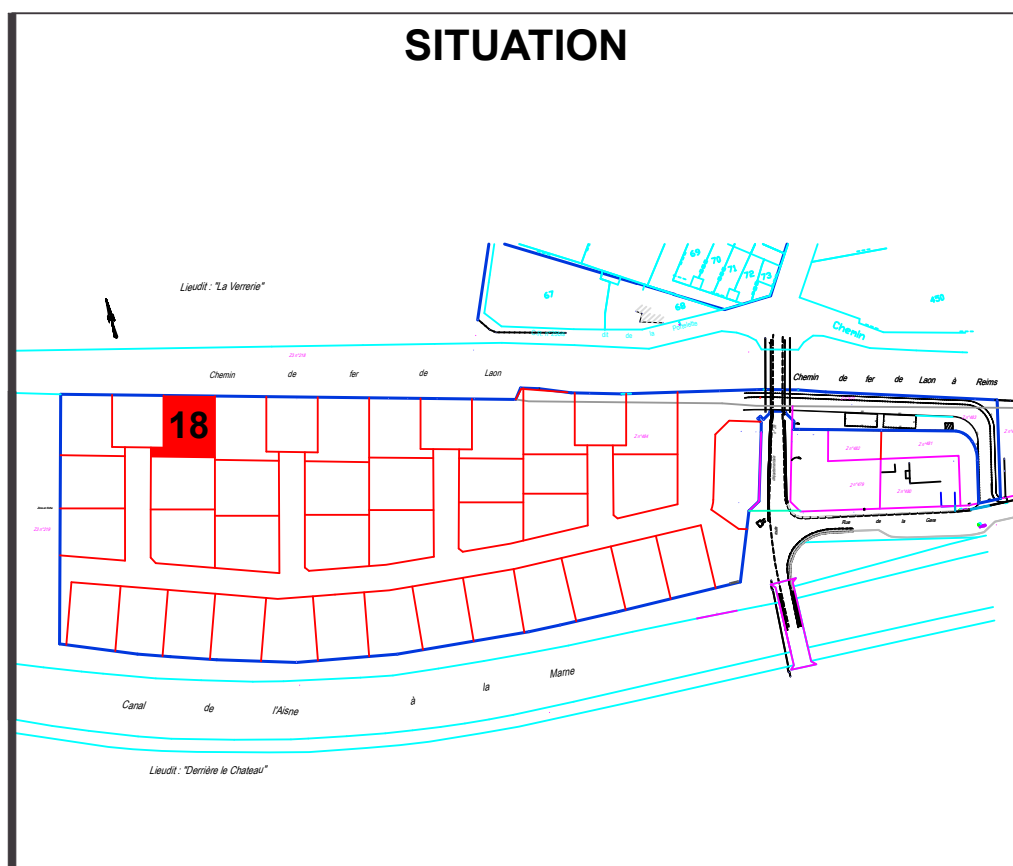 SITUATION
69
70
71
72
73
67
68
430
Lieudit : "La Verrerie"
Chemin
Chemin de fer de Laon
Chemin de fer de Laon à Reims
18
Rue de la Gare
Canal de l'Aisne à la Marne
Lieudit : "Derrière le Chateau"